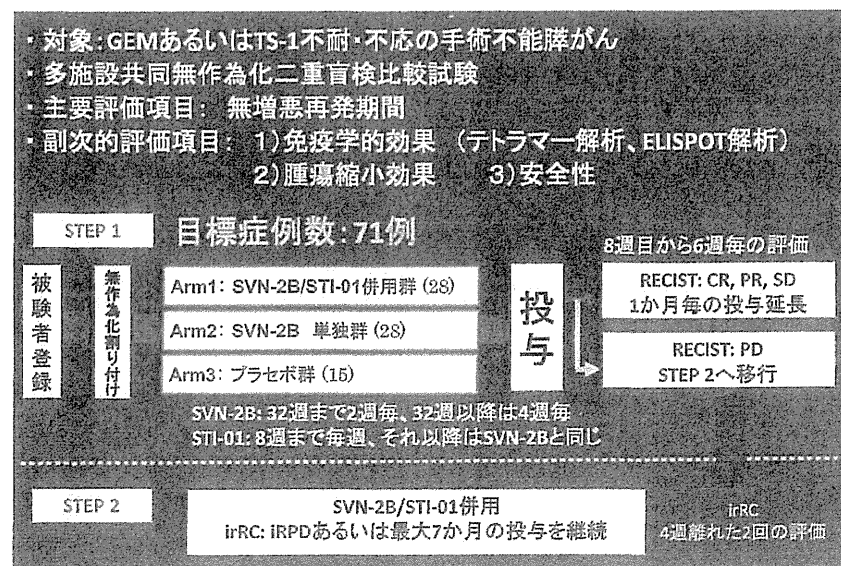 ・対象:GEMあるいはTS-1不耐・不応の手術不能膵がん
・多施設共同無作為化二重盲検比較試験
・主要評価項目: 無増悪再発期間
・副次的評価項目: 1)免疫学的効果 (テトラマー解析、ELISPOT解析)
2)腫瘍縮小効果 3)安全性
STEP 1
目標症例数:71例
8週目から6週毎の評価
被験者登録
無作為化割り付け
Arm1: SVN-2B/STI-01併用群 (28)
Arm2: SVN-2B 単独群 (28)
Arm3: プラセボ群 (15)
投与
RECIST: CR, PR, SD
1か月毎の投与延長
RECIST: PD
STEP 2へ移行
SVN-2B: 32週まで2週毎、32週以降は4週毎
STI-01: 8週まで毎週、それ以降はSVN-2Bと同じ
STEP 2
SVN-2B/STI-01併用
irRC: iRPDあるいは最大7か月の投与を継続
irRC
4週離れた2回の評価